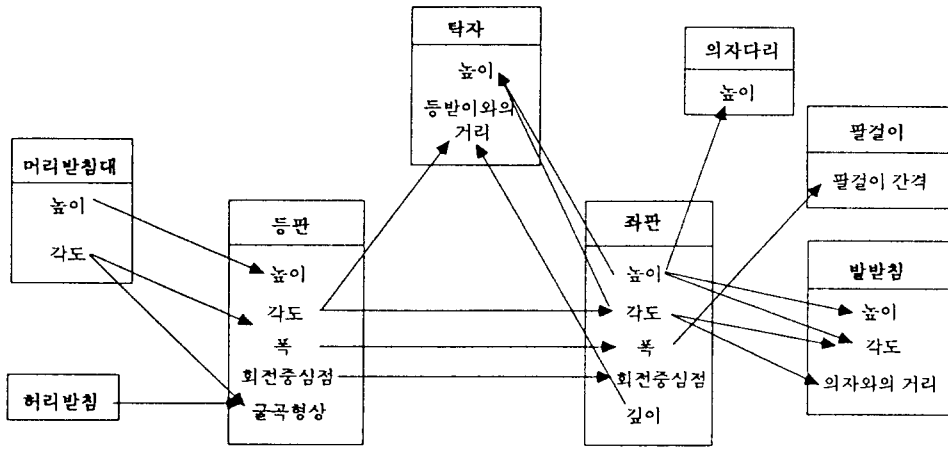 탁자
높이
등받이와의
거리
의자다리
높이
팔걸이
팔걸이 간격
머리받침대
높이
각도
등판
높이
각도
폭
회전중심점
굴곡형상
좌판
높이
각도
폭
회전중심점
깊이
발받침
높이
각도
의자와의 거리
허리받침